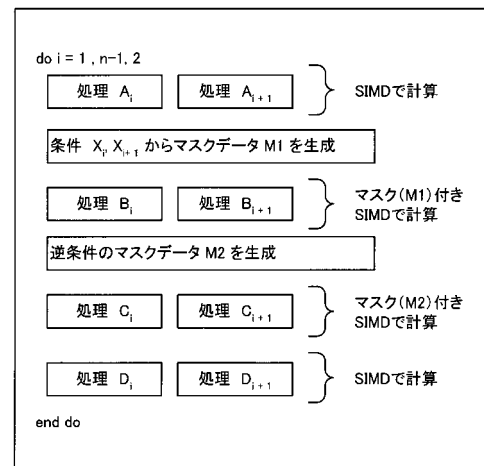 do i = 1 , n-1, 2
処理 A_i 処理 A_{i+1} SIMDで計算
条件 X_i, X_{i+1} からマスクデータ M1 を生成
処理 B_i 処理 B_{i+1} マスク(M1)付き
SIMDで計算
逆条件のマスクデータ M2 を生成
処理 C_i 処理 C_{i+1} マスク(M2)付き
SIMDで計算
処理 D_i 処理 D_{i+1} SIMDで計算
end do